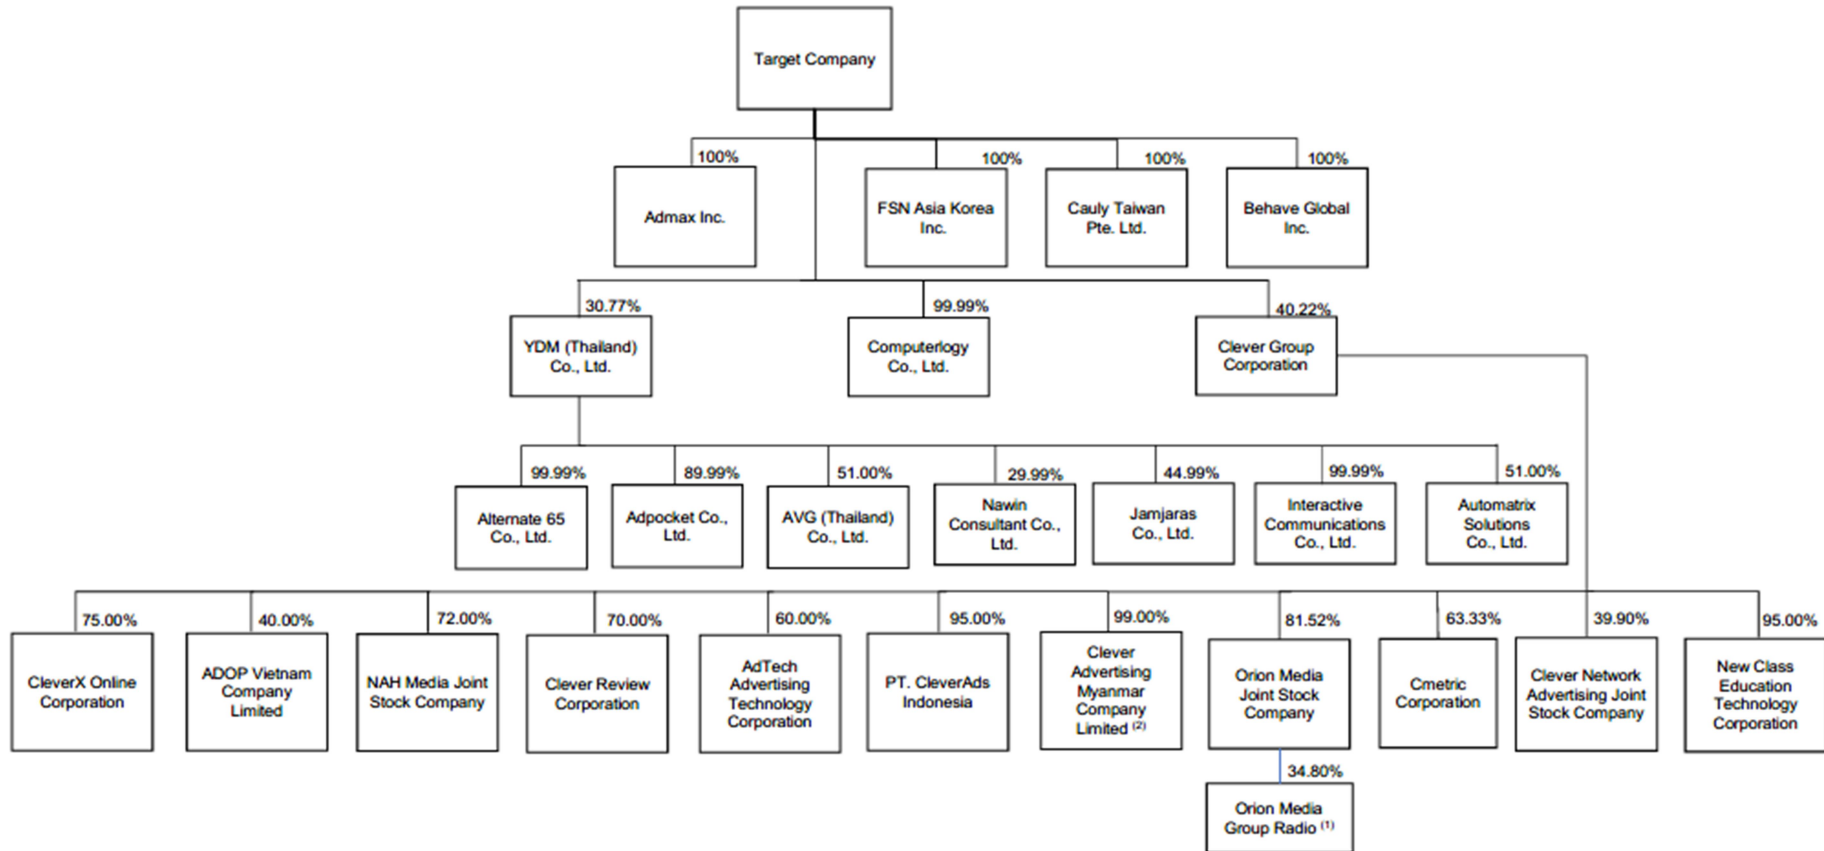 Target Company
100%
100%
100%
100%
Admax Inc.
FSN Asia Korea
Inc.
Cauly Taiwan
Pte. Ltd.
Behave Global
Inc.
30.77%
99.99%
40.22%
YDM (Thailand)
Co., Ltd.
Computerlogy
Co., Ltd.
Clever Group
Corporation
99.99%
89.99%
51.00%
29.99%
44.99%
99.99%
51.00%
Alternate 65
Co., Ltd.
Adpocket Co.,
Ltd.
AVG (Thailand)
Co., Ltd.
Nawin
Consultant Co.,
Ltd.
Jamjaras
Co., Ltd.
Interactive
Communications
Co., Ltd.
Automatrix
Solutions
Co., Ltd.
75.00%
40.00%
72.00%
70.00%
60.00%
95.00%
99.00%
81.52%
63.33%
39.90%
95.00%
CleverX Online
Corporation
ADOP Vietnam
Company
Limited
NAH Media Joint
Stock Company
Clever Review
Corporation
AdTech
Advertising
Technology
Corporation
PT. CleverAds
Indonesia
Clever
Advertising
Myanmar
Company
Limited (2)
Orion Media
Joint Stock
Company
Cmetric
Corporation
Clever Network
Advertising Joint
Stock Company
New Class
Education
Technology
Corporation
34.80%
Orion Media
Group Radio (1)